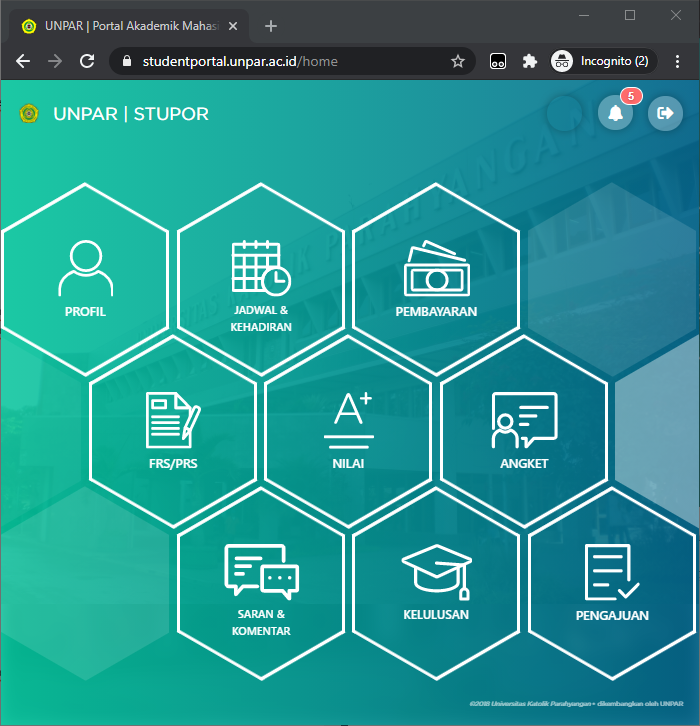 UNPAR | Portal Akademik Mahasi
studentportal.unpar.ac.id/home
Incognito (2)
UNPAR | STUPOR
5
PROFIL
JADWAL &
KEHADIRAN
PEMBAYARAN
FRS/PRS
A+
NILAI
ANGKET
SARAN &
KOMENTAR
KELULUSAN
PENGAJUAN
©2018 Universitas Katolik Parahyangan • dikembangkan oleh UNPAR